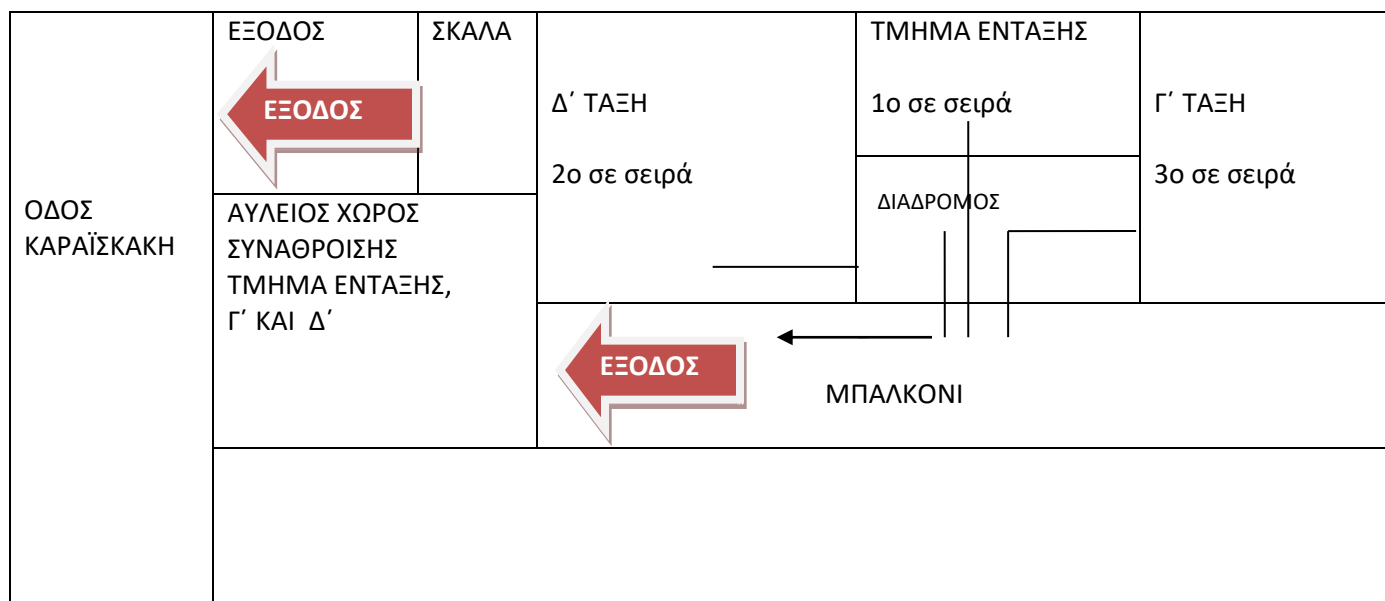 ΕΞΟΔΟΣ
ΣΚΑΛΑ
ΕΞΟΔΟΣ
Δ΄ ΤΑΞΗ
2ο σε σειρά
ΤΜΗΜΑ ΕΝΤΑΞΗΣ
1ο σε σειρά
Γ΄ ΤΑΞΗ
3ο σε σειρά
ΔΙΑΔΡΟΜΟΣ
ΟΔΟΣ
ΚΑΡΑΪΣΚΑΚΗ
ΑΥΛΕΙΟΣ ΧΩΡΟΣ
ΣΥΝΑΘΡΟΙΣΗΣ
ΤΜΗΜΑ ΕΝΤΑΞΗΣ,
Γ΄ ΚΑΙ Δ΄
ΕΞΟΔΟΣ
ΜΠΑΛΚΟΝΙ